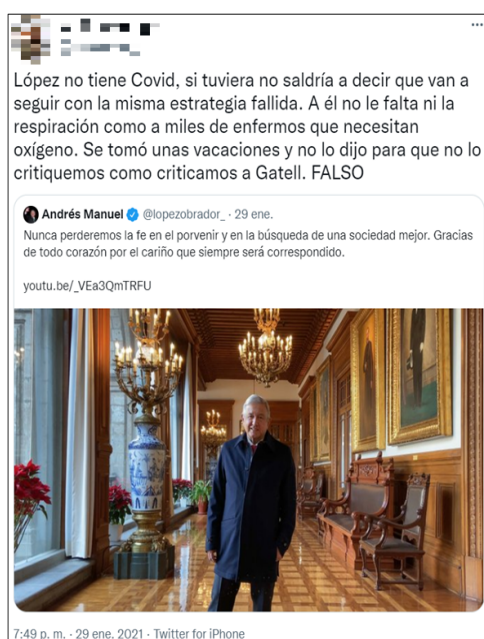 López no tiene Covid, si tuviera no saldría a decir que van a
seguir con la misma estrategia fallida. A él no le falta ni la
respiración como a miles de enfermos que necesitan
oxígeno. Se tomó unas vacaciones y no lo dijo para que no lo
critiquemos como criticamos a Gatell. FALSO
Andrés Manuel @lopezobrador_ · 29 ene.
Nunca perderemos la fe en el porvenir y en la búsqueda de una sociedad mejor. Gracias
de todo corazón por el cariño que siempre será correspondido.
youtu.be/_VEa3QmTRFU
7:49 p. m. · 29 ene. 2021 · Twitter for iPhone